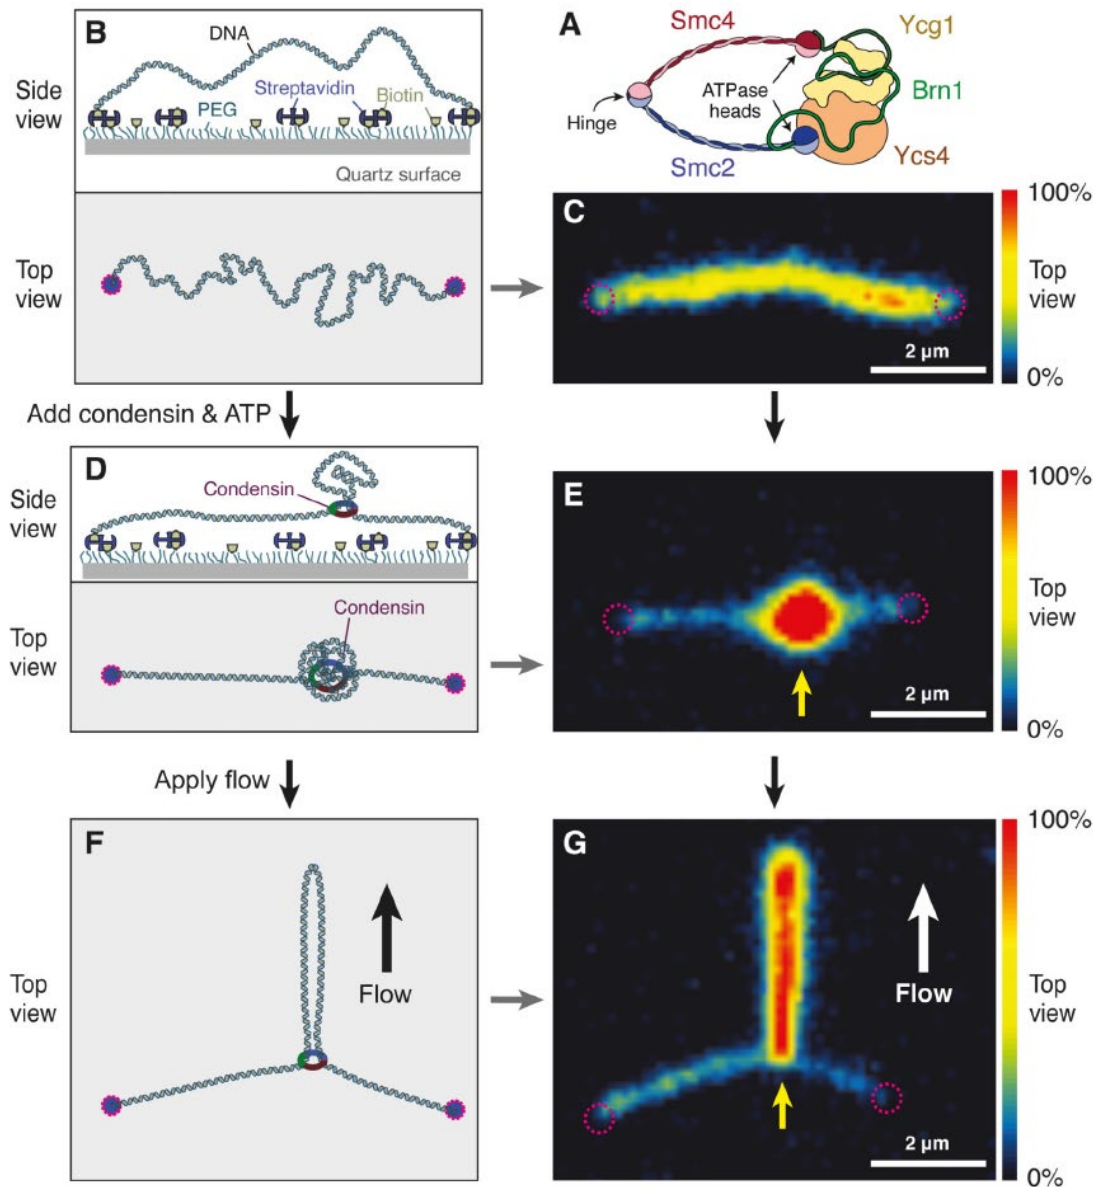 B
DNA
Side
view
PEG
Streptavidin
Biotin
Quartz surface
Top
view
A
Smc4
Ycg1
ATPase
heads
Brn1
Hinge
Smc2
Ycs4
C
2 µm
100%
Top
view
0%
Add condensin & ATP
D
Side
view
Condensin
Top
view
Condensin
E
2 µm
100%
Top
view
0%
Apply flow
F
Top
view
Flow
G
Flow
2 µm
100%
Top
view
0%